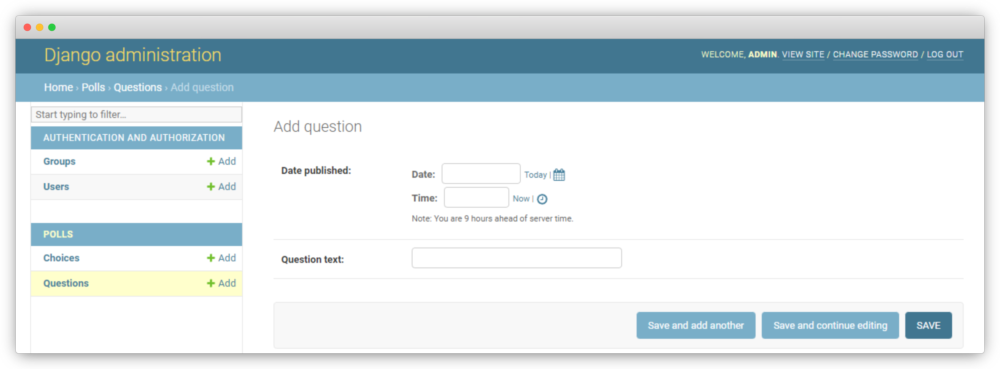 Django administration
WELCOME, ADMIN. VIEW SITE / CHANGE PASSWORD / LOG OUT
Home › Polls › Questions › Add question
Start typing to filter...
AUTHENTICATION AND AUTHORIZATION
Groups + Add
Users + Add
POLLS
Choices + Add
Questions + Add
Add question
Date published:
Date: Today |
Time: Now |
Note: You are 9 hours ahead of server time.
Question text:
Save and add another
Save and continue editing
SAVE